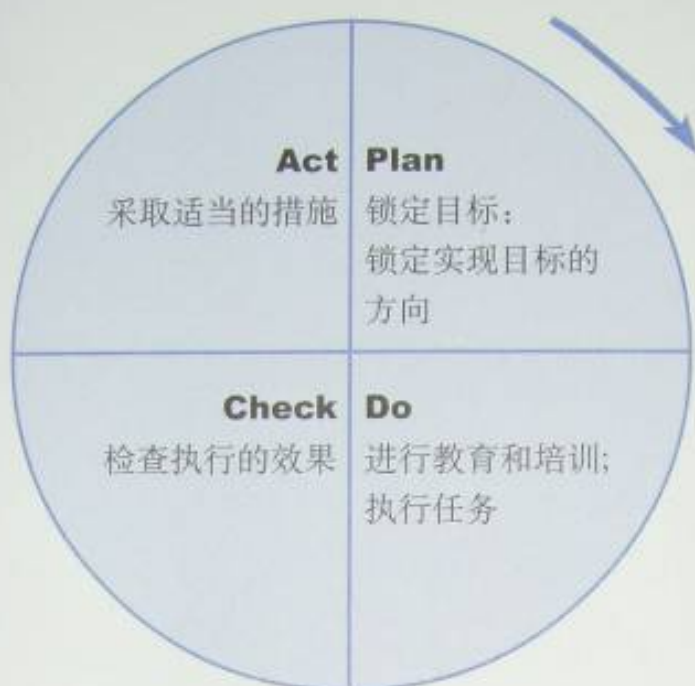 Act
采取适当的措施
Plan
锁定目标；
锁定实现目标的
方向
Check
检查执行的效果
Do
进行教育和培训;
执行任务